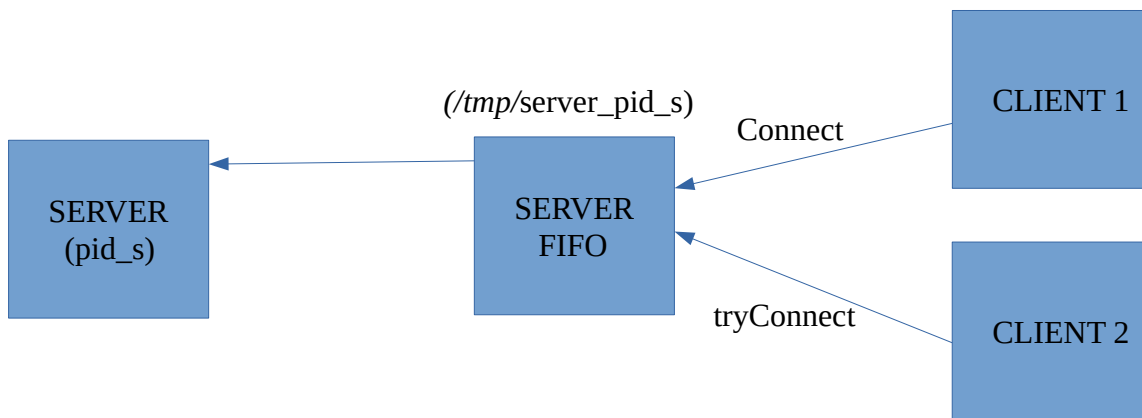 SERVER
(pid_s)
(/tmp/server_pid_s)
SERVER
FIFO
Connect
tryConnect
CLIENT 1
CLIENT 2